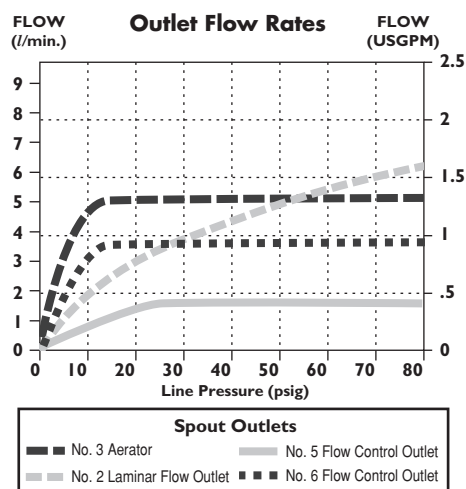 FLOW
(l/min.)
Outlet Flow Rates
FLOW
(USGPM)
9
8
7
6
5
4
3
2
1
0
2.5
2
1.5
1
.5
0
0 10 20 30 40 50 60 70 80
Line Pressure (psig)
Spout Outlets
No. 3 Aerator
No. 5 Flow Control Outlet
No. 2 Laminar Flow Outlet
No. 6 Flow Control Outlet